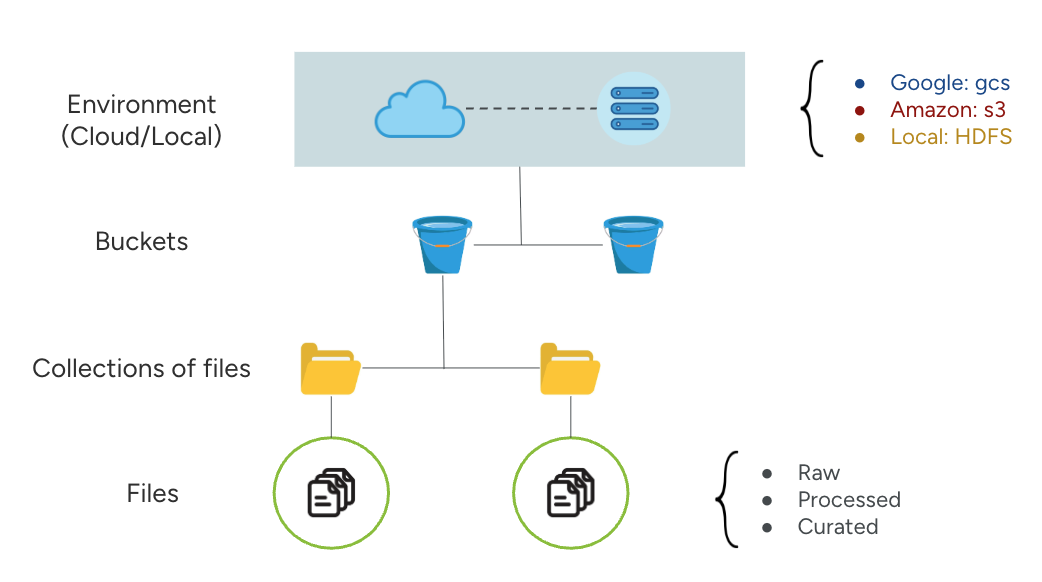 Environment
(Cloud/Local)
● Google: gcs
● Amazon: s3
● Local: HDFS
Buckets
Collections of files
Files
● Raw
● Processed
● Curated